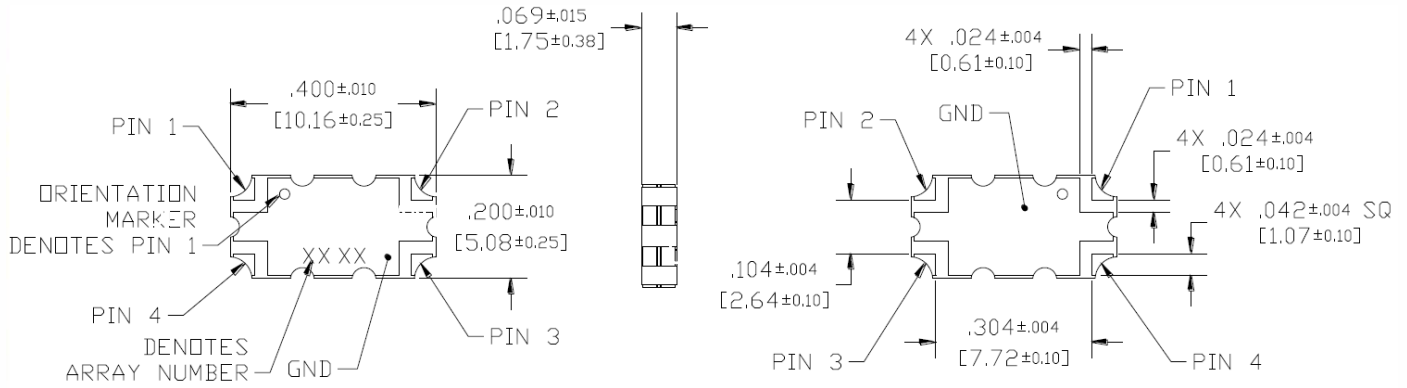 .069±.015
[1.75±0.38]
4X .024±.004
[0.61±0.10]
.400±.010
[10.16±0.25]
PIN 1
PIN 2
PIN 2
GND
PIN 1
4X .024±.004
[0.61±0.10]
ORIENTATION
MARKER
DENOTES PIN 1
.200±.010
[5.08±0.25]
4X .042±.004 SQ
[1.07±0.10]
XX XX
.104±.004
[2.64±0.10]
PIN 4
PIN 3
DENOTES
ARRAY NUMBER
GND
.304±.004
[7.72±0.10]
PIN 3
PIN 4